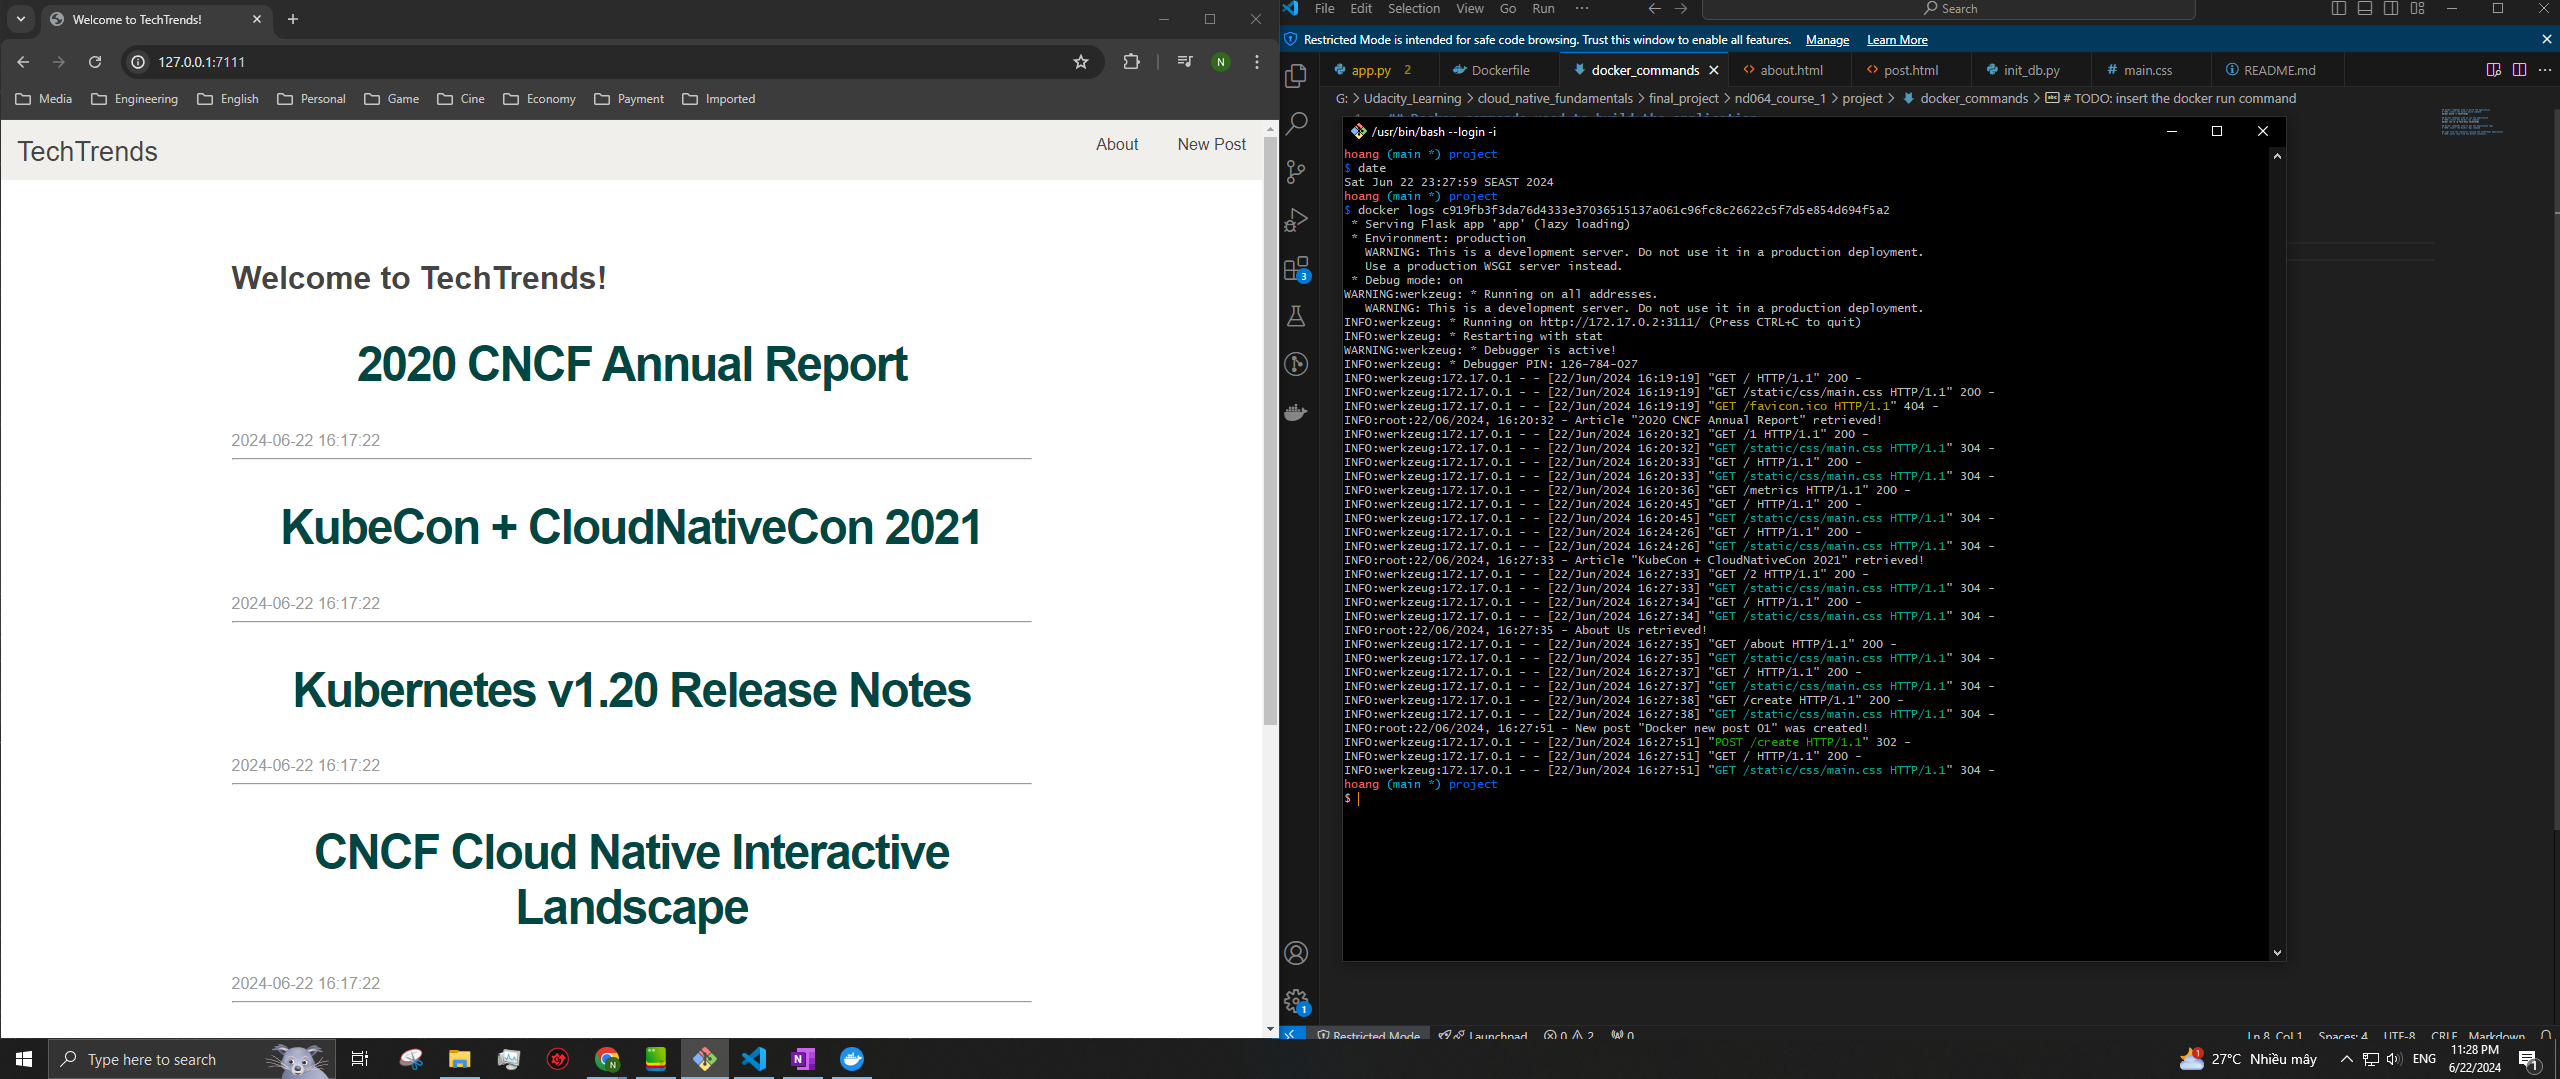 Welcome to TechTrends!
127.0.0.1:7111
Media Engineering English Personal Game Cine Economy Payment Imported
TechTrends
About New Post
Welcome to TechTrends!
2020 CNCF Annual Report
2024-06-22 16:17:22
KubeCon + CloudNativeCon 2021
2024-06-22 16:17:22
Kubernetes v1.20 Release Notes
2024-06-22 16:17:22
CNCF Cloud Native Interactive
Landscape
2024-06-22 16:17:22
File Edit Selection View Go Run ··· Search
Restricted Mode is intended for safe code browsing. Trust this window to enable all features. Manage Learn More
app.py 2 Dockerfile docker_commands about.html post.html init_db.py # main.css README.md
G: > Udacity_Learning > cloud_native_fundamentals > final_project > nd064_course_1 > project > docker_commands > # TODO: insert the docker run command
/usr/bin/bash --login -i
hoang (main *) project
$ date
Sat Jun 22 23:27:59 SEAST 2024
hoang (main *) project
$ docker logs c919fb3f3da76d4333e37036515137a061c96fc8c26622c5f7d5e854d694f5a2
 * Serving Flask app 'app' (lazy loading)
 * Environment: production
   WARNING: This is a development server. Do not use it in a production deployment.
   Use a production WSGI server instead.
 * Debug mode: on
WARNING:werkzeug: * Running on all addresses.
   WARNING: This is a development server. Do not use it in a production deployment.
INFO:werkzeug: * Running on http://172.17.0.2:3111/ (Press CTRL+C to quit)
INFO:werkzeug: * Restarting with stat
WARNING:werkzeug: * Debugger is active!
INFO:werkzeug: * Debugger PIN: 126-784-027
INFO:werkzeug:172.17.0.1 - - [22/Jun/2024 16:19:19] "GET / HTTP/1.1" 200 -
INFO:werkzeug:172.17.0.1 - - [22/Jun/2024 16:19:19] "GET /static/css/main.css HTTP/1.1" 200 -
INFO:werkzeug:172.17.0.1 - - [22/Jun/2024 16:19:19] "GET /favicon.ico HTTP/1.1" 404 -
INFO:root:22/06/2024, 16:20:32 - Article "2020 CNCF Annual Report" retrieved!
INFO:werkzeug:172.17.0.1 - - [22/Jun/2024 16:20:32] "GET /1 HTTP/1.1" 200 -
INFO:werkzeug:172.17.0.1 - - [22/Jun/2024 16:20:32] "GET /static/css/main.css HTTP/1.1" 304 -
INFO:werkzeug:172.17.0.1 - - [22/Jun/2024 16:20:33] "GET / HTTP/1.1" 200 -
INFO:werkzeug:172.17.0.1 - - [22/Jun/2024 16:20:33] "GET /static/css/main.css HTTP/1.1" 304 -
INFO:werkzeug:172.17.0.1 - - [22/Jun/2024 16:20:36] "GET /metrics HTTP/1.1" 200 -
INFO:werkzeug:172.17.0.1 - - [22/Jun/2024 16:20:45] "GET / HTTP/1.1" 200 -
INFO:werkzeug:172.17.0.1 - - [22/Jun/2024 16:20:45] "GET /static/css/main.css HTTP/1.1" 304 -
INFO:werkzeug:172.17.0.1 - - [22/Jun/2024 16:24:26] "GET / HTTP/1.1" 200 -
INFO:werkzeug:172.17.0.1 - - [22/Jun/2024 16:24:26] "GET /static/css/main.css HTTP/1.1" 304 -
INFO:root:22/06/2024, 16:27:33 - Article "KubeCon + CloudNativeCon 2021" retrieved!
INFO:werkzeug:172.17.0.1 - - [22/Jun/2024 16:27:33] "GET /2 HTTP/1.1" 200 -
INFO:werkzeug:172.17.0.1 - - [22/Jun/2024 16:27:33] "GET /static/css/main.css HTTP/1.1" 304 -
INFO:werkzeug:172.17.0.1 - - [22/Jun/2024 16:27:34] "GET / HTTP/1.1" 200 -
INFO:werkzeug:172.17.0.1 - - [22/Jun/2024 16:27:34] "GET /static/css/main.css HTTP/1.1" 304 -
INFO:root:22/06/2024, 16:27:35 - About Us retrieved!
INFO:werkzeug:172.17.0.1 - - [22/Jun/2024 16:27:35] "GET /about HTTP/1.1" 200 -
INFO:werkzeug:172.17.0.1 - - [22/Jun/2024 16:27:35] "GET /static/css/main.css HTTP/1.1" 304 -
INFO:werkzeug:172.17.0.1 - - [22/Jun/2024 16:27:37] "GET / HTTP/1.1" 200 -
INFO:werkzeug:172.17.0.1 - - [22/Jun/2024 16:27:37] "GET /static/css/main.css HTTP/1.1" 304 -
INFO:werkzeug:172.17.0.1 - - [22/Jun/2024 16:27:38] "GET /create HTTP/1.1" 200 -
INFO:werkzeug:172.17.0.1 - - [22/Jun/2024 16:27:38] "GET /static/css/main.css HTTP/1.1" 304 -
INFO:root:22/06/2024, 16:27:51 - New post "Docker new post 01" was created!
INFO:werkzeug:172.17.0.1 - - [22/Jun/2024 16:27:51] "POST /create HTTP/1.1" 302 -
INFO:werkzeug:172.17.0.1 - - [22/Jun/2024 16:27:51] "GET / HTTP/1.1" 200 -
INFO:werkzeug:172.17.0.1 - - [22/Jun/2024 16:27:51] "GET /static/css/main.css HTTP/1.1" 304 -
hoang (main *) project
$
Restricted Mode Launchpad 0 2 0 Ln 8, Col 1 Spaces: 4 UTF-8 CRLF Markdown
Type here to search
27°C Nhiều mây ENG 11:28 PM
6/22/2024